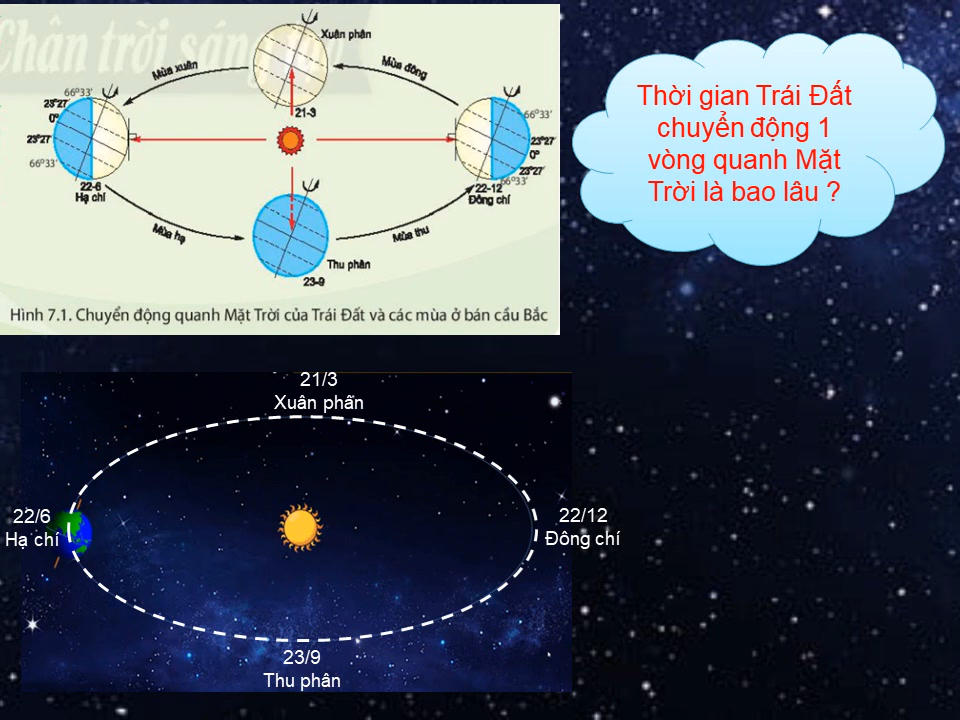 Chân trời sáng
Xuân phân
Mùa xuân
Mùa đông
66°33'
23°27'
0°
23°27'
66°33'
22-6
Hạ chí
21-3
66°33'
23°27'
0°
23°27'
66°33'
22-12
Đông chí
Mùa hạ
Mùa thu
Thu phân
23-9
Hình 7.1. Chuyển động quanh Mặt Trời của Trái Đất và các mùa ở bán cầu Bắc
Thời gian Trái Đất
chuyển động 1
vòng quanh Mặt
Trời là bao lâu ?
21/3
Xuân phân
22/6
Hạ chí
22/12
Đông chí
23/9
Thu phân